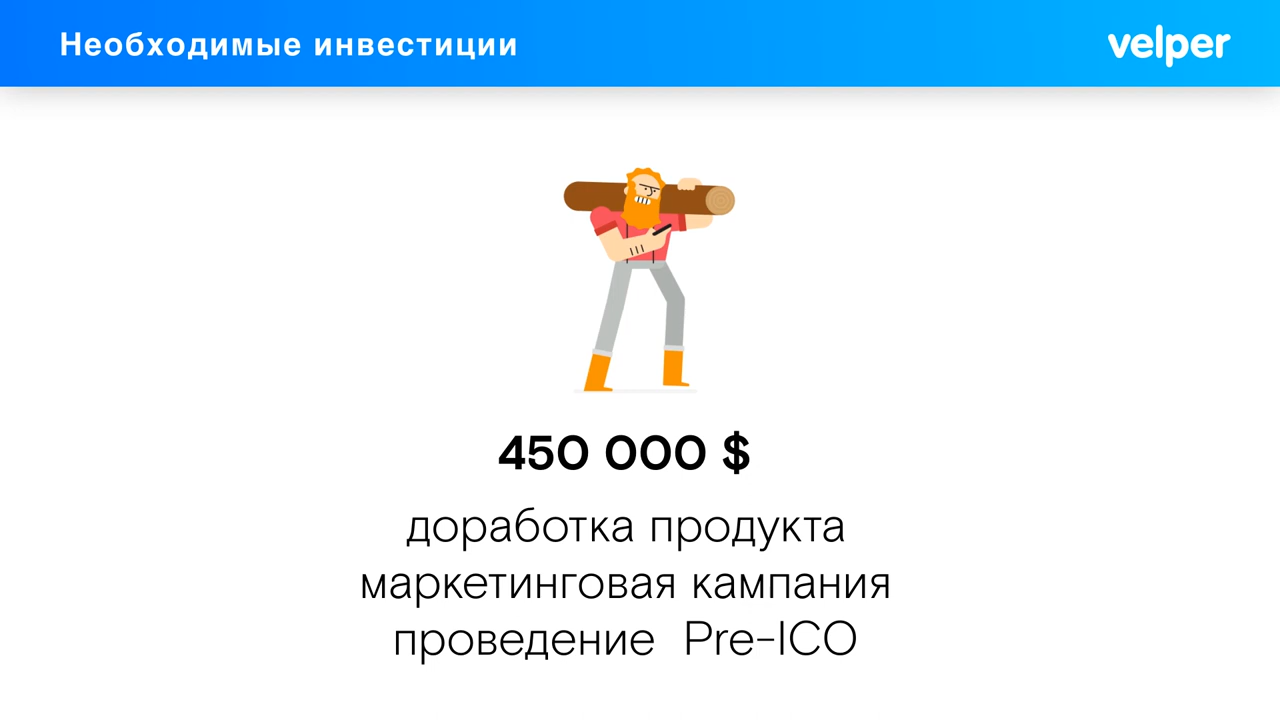 Необходимые инвестиции
velper
450 000 $
доработка продукта
маркетинговая кампания
проведение Pre-ICO